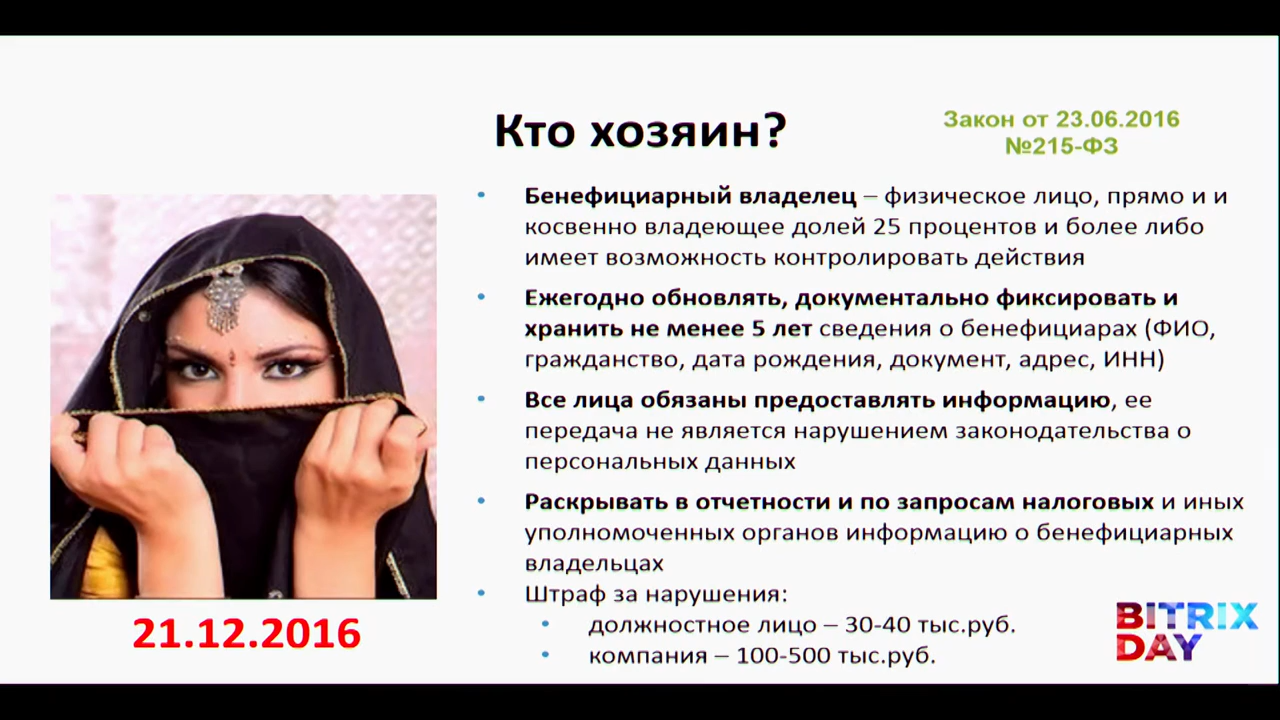 Кто хозяин?
Закон от 23.06.2016
№215-ФЗ
• Бенефициарный владелец – физическое лицо, прямо и и
косвенно владеющее долей 25 процентов и более либо
имеет возможность контролировать действия
• Ежегодно обновлять, документально фиксировать и
хранить не менее 5 лет сведения о бенефициарах (ФИО,
гражданство, дата рождения, документ, адрес, ИНН)
• Все лица обязаны предоставлять информацию, ее
передача не является нарушением законодательства о
персональных данных
• Раскрывать в отчетности и по запросам налоговых и иных
уполномоченных органов информацию о бенефициарных
владельцах
• Штраф за нарушения:
• должностное лицо – 30-40 тыс.руб.
• компания – 100-500 тыс.руб.
21.12.2016
BITRIX
DAY